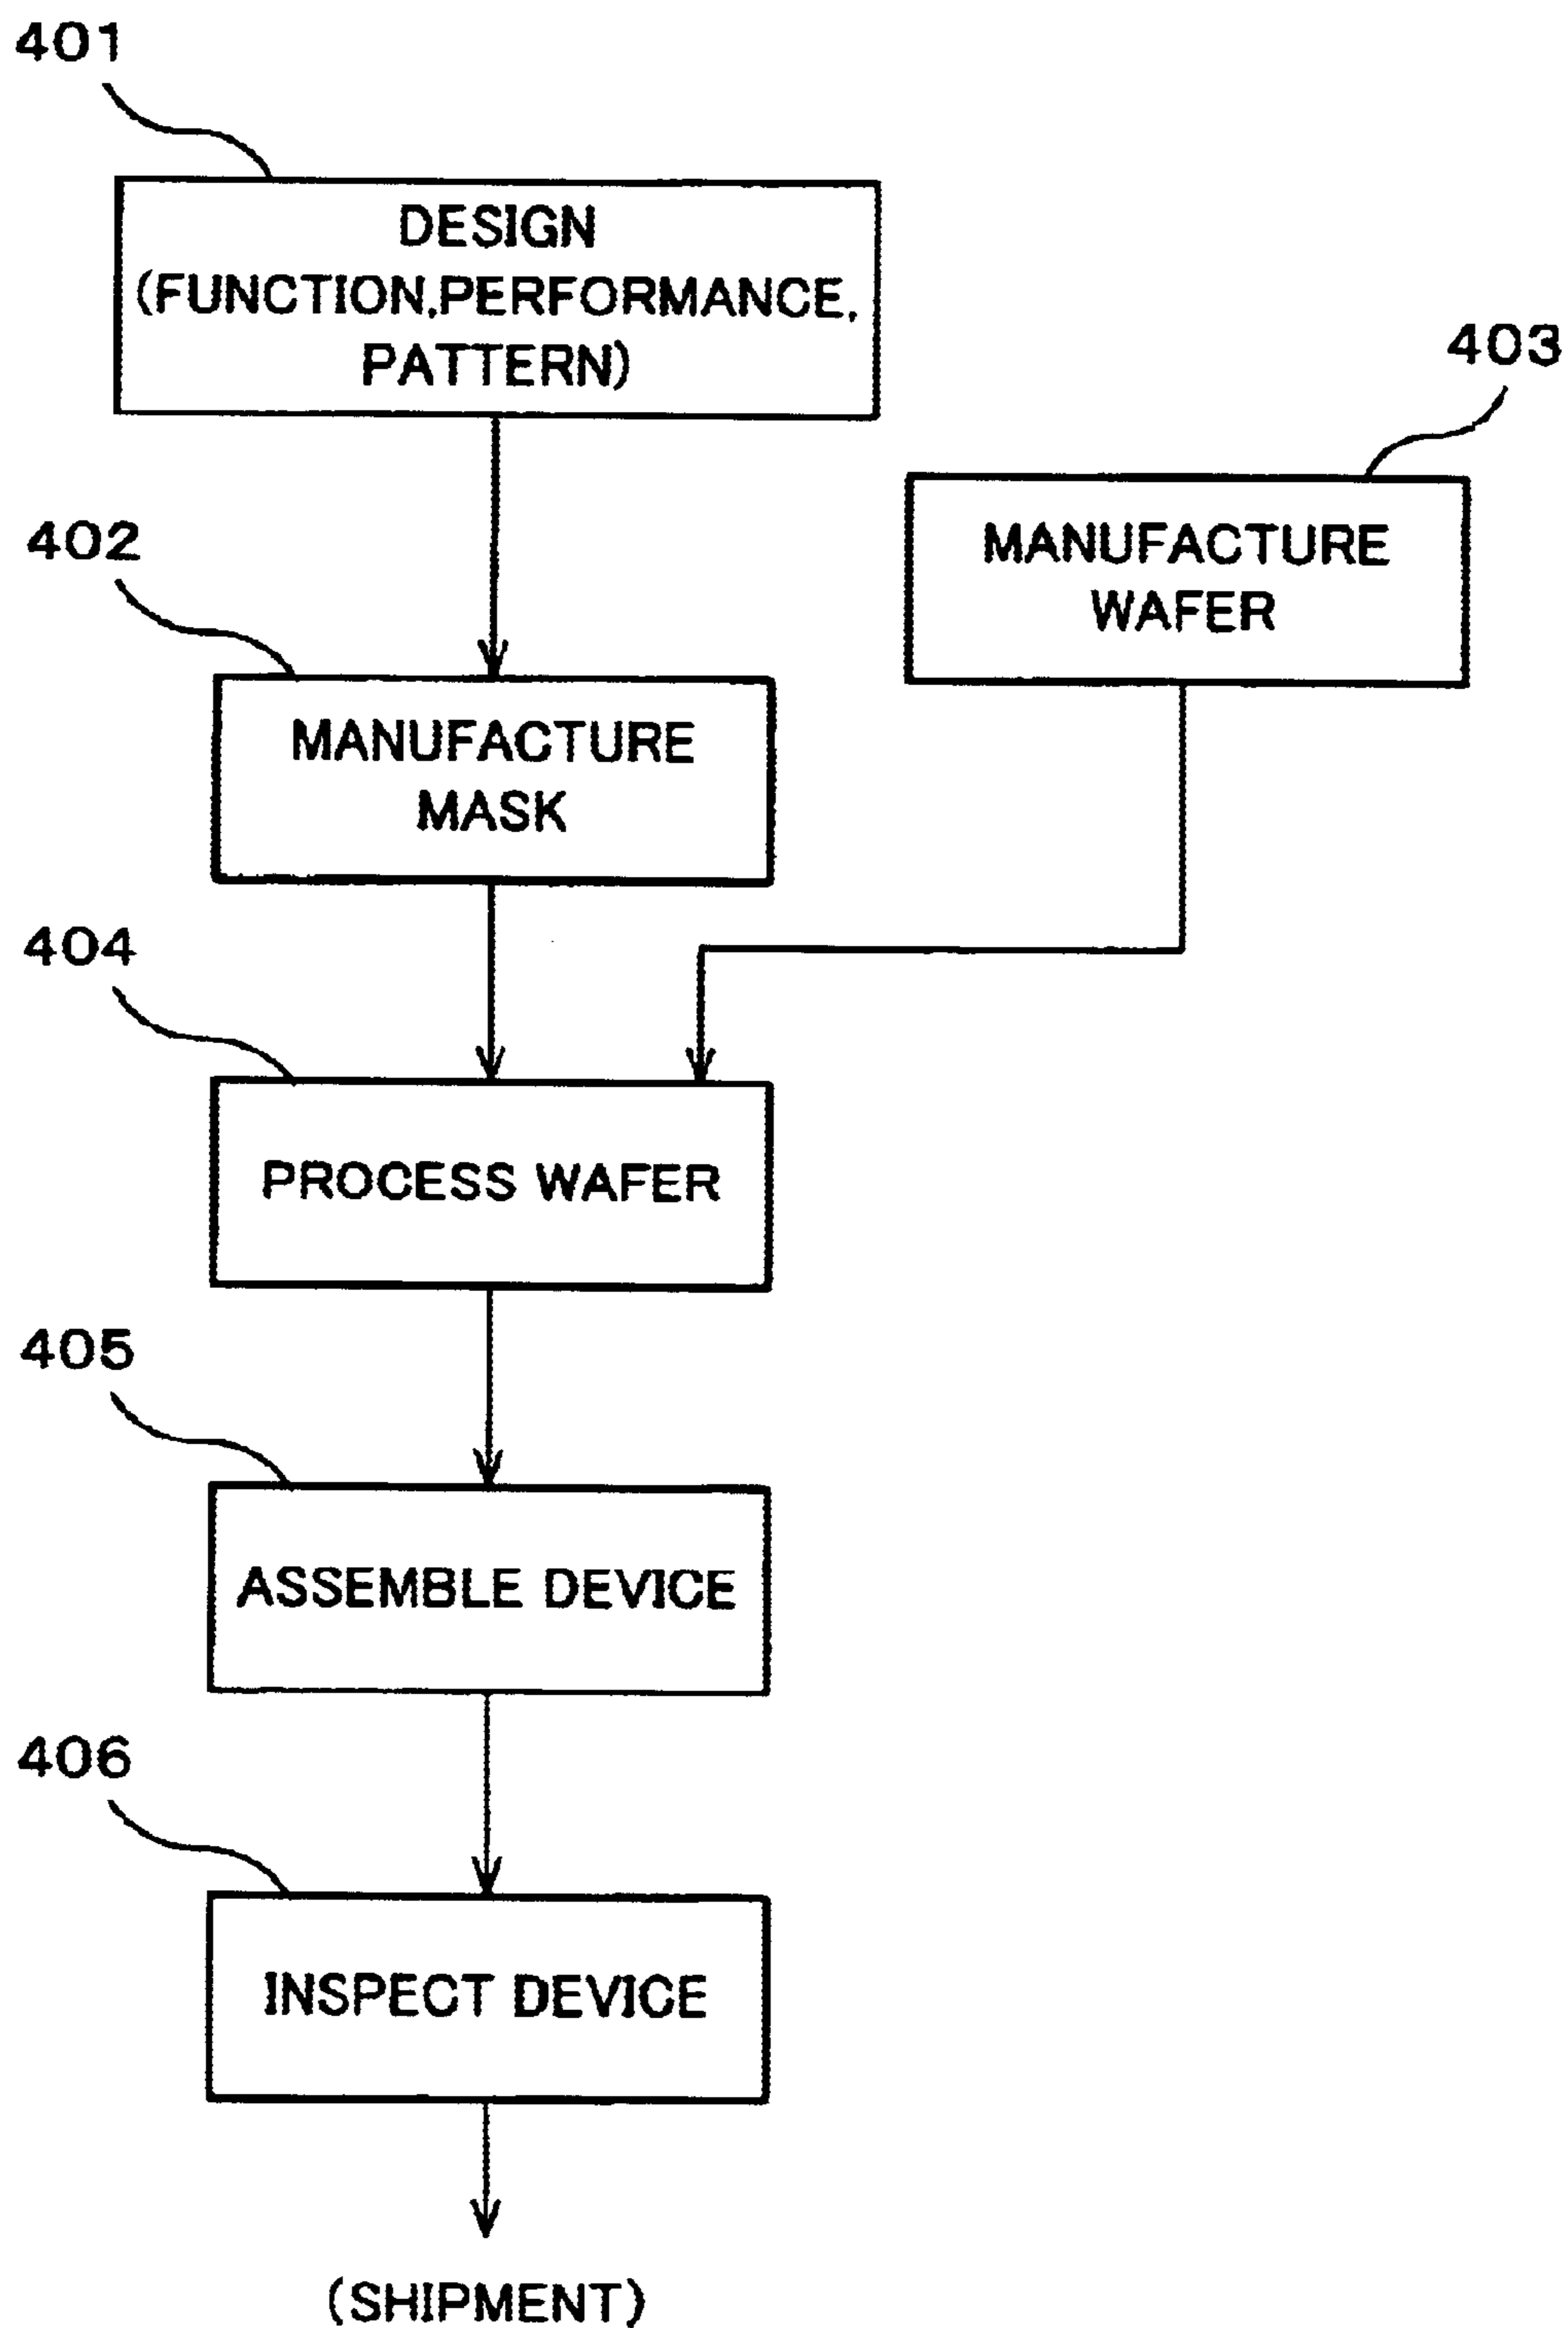 401
DESIGN
(FUNCTION,PERFORMANCE,
PATTERN)
403
MANUFACTURE
WAFER
402
MANUFACTURE
MASK
404
PROCESS WAFER
405
ASSEMBLE DEVICE
406
INSPECT DEVICE
(SHIPMENT)